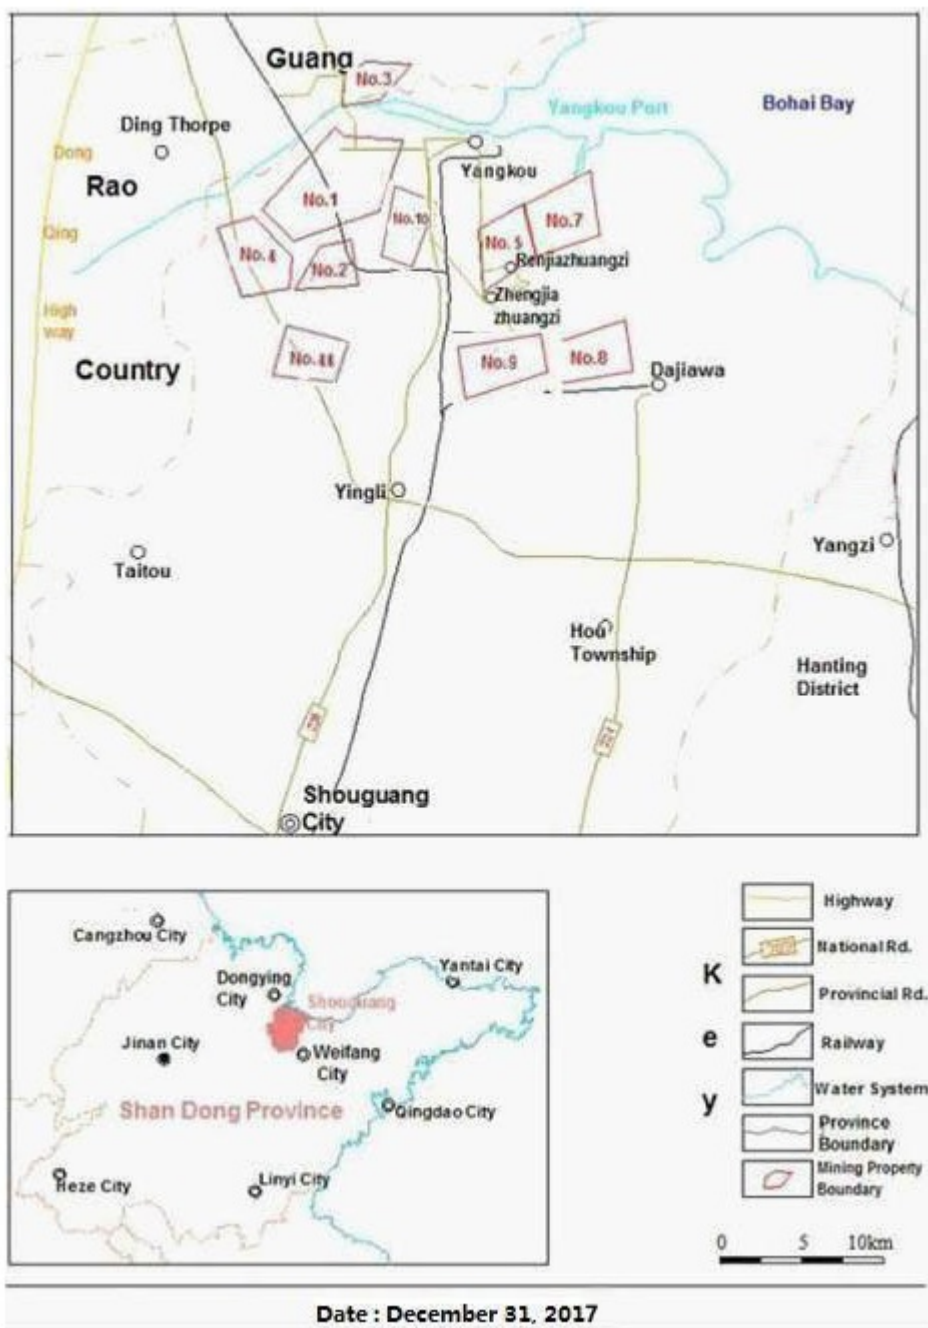 Guang
No.3
Yangkou Port
Bohai Bay
Ding Thorpe
Dong
Yangkou
Rao
No.1
No.10
No.7
Qing
No.4
No.2
No. 5
Renjiazhuangzi
Zhengjia
zhuangzi
High
way
Country
No.9
No.8
Dajiawa
Yingli
Yangzi
Taitou
Hou
Township
Hanting
District
Shouguang
City
Cangzhou City
Yantai City
Dongying
City
Shouguang
City
Jinan City
Weifang
City
Shan Dong Province
Qingdao City
Heze City
Linyi City
Key
Highway
National Rd.
Provincial Rd.
Railway
Water System
Province
Boundary
Mining Property
Boundary
0 5 10km
Date : December 31, 2017